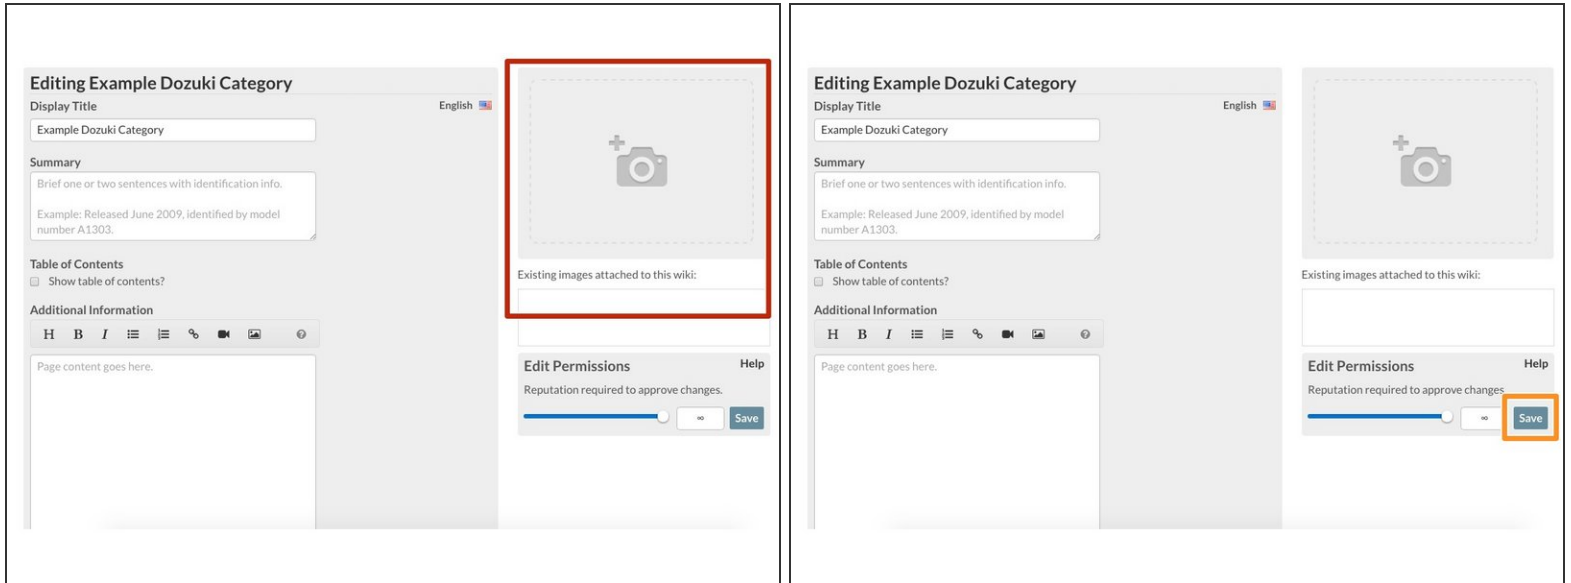 Editing Example Dozuki Category
Display Title
English
Example Dozuki Category
Summary
Brief one or two sentences with identification info.
Example: Released June 2009, identified by model
number A1303.
Table of Contents
Show table of contents?
Additional Information
H B I
Page content goes here.
Existing images attached to this wiki:
Edit Permissions
Help
Reputation required to approve changes.
∞
Save
Editing Example Dozuki Category
Display Title
English
Example Dozuki Category
Summary
Brief one or two sentences with identification info.
Example: Released June 2009, identified by model
number A1303.
Table of Contents
Show table of contents?
Additional Information
H B I
Page content goes here.
Existing images attached to this wiki:
Edit Permissions
Help
Reputation required to approve changes
∞
Save